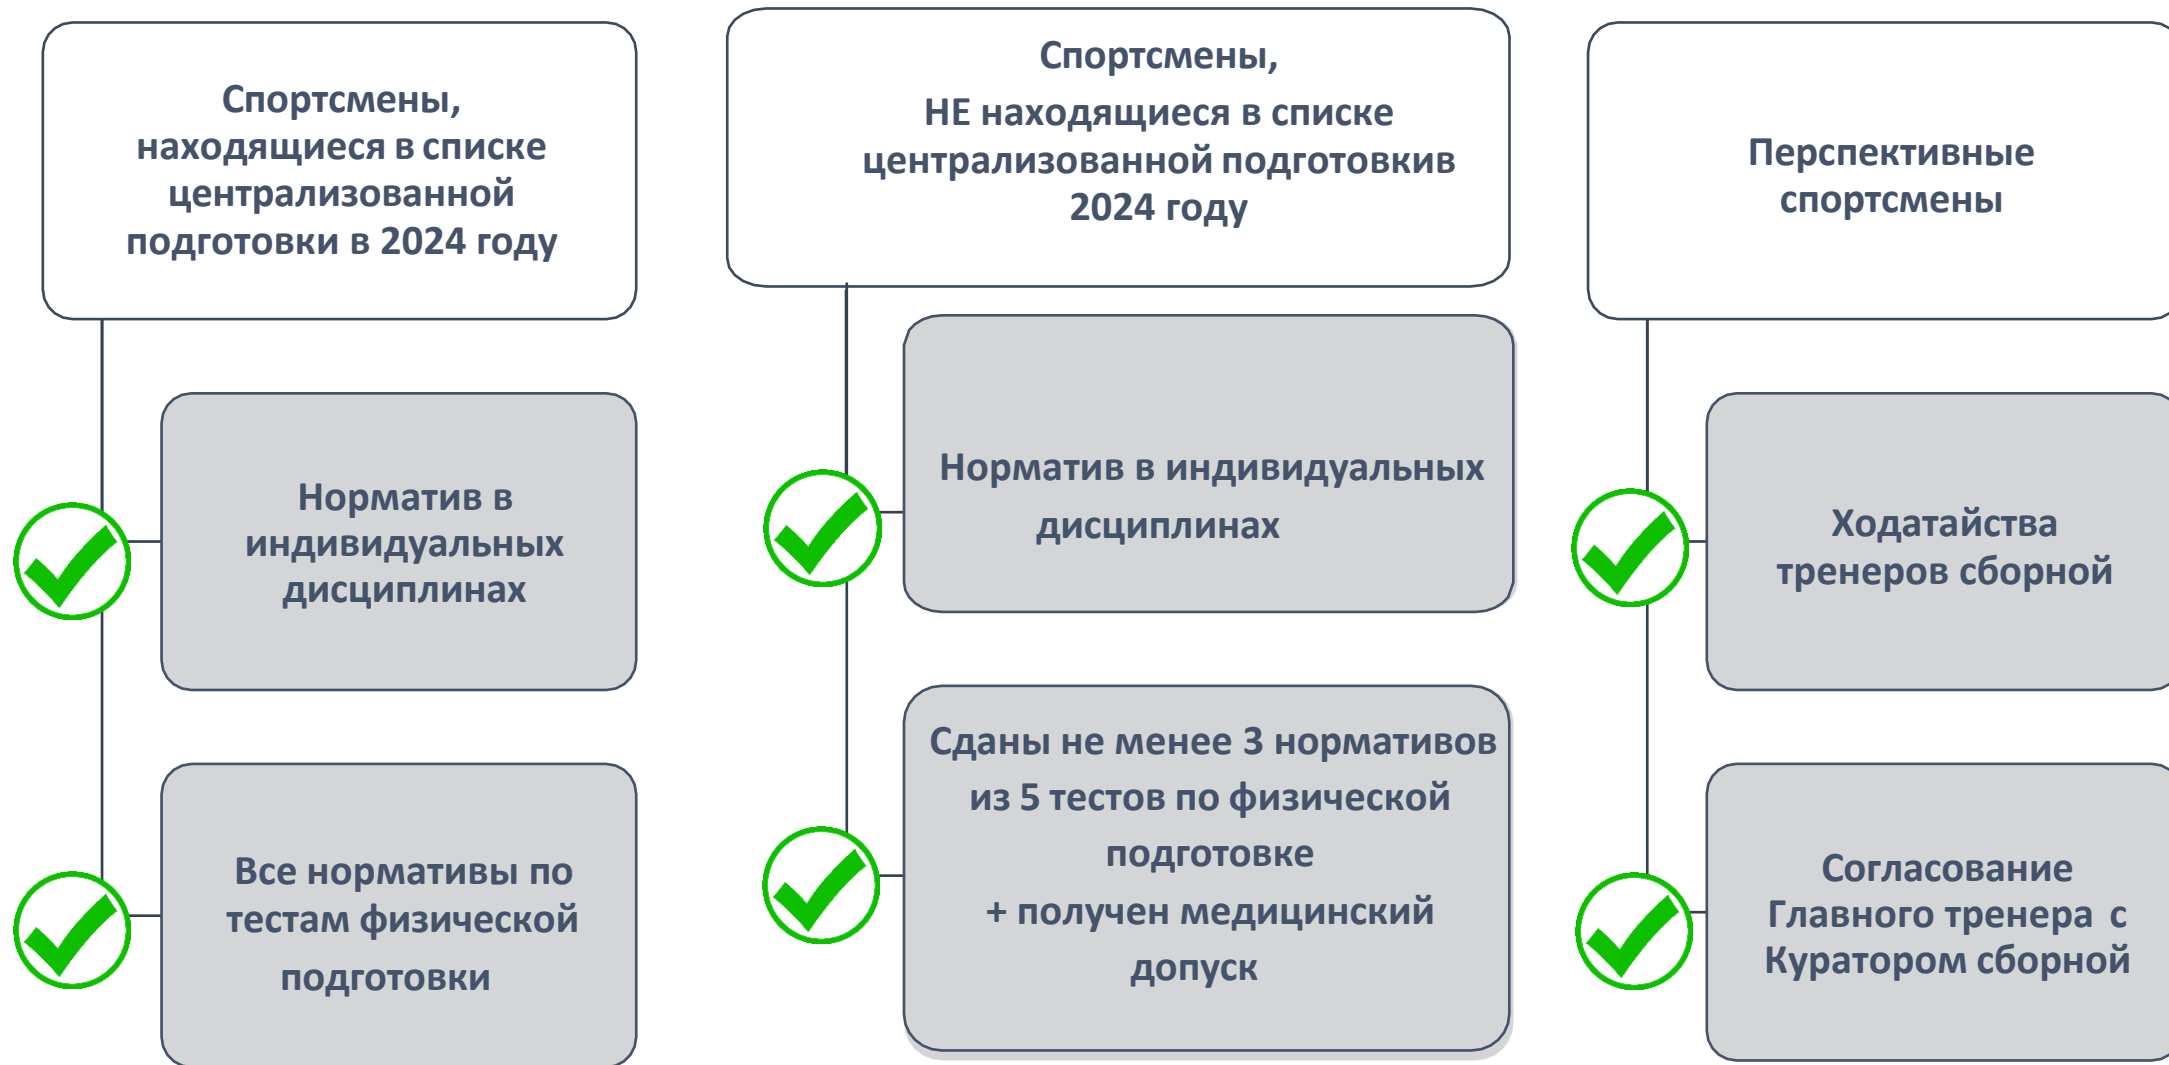 Спортсмены,
находящиеся в списке
централизованной
подготовки в 2024 году
Норматив в
индивидуальных
дисциплинах
Все нормативы по
тестам физической
подготовки
Спортсмены,
НЕ находящиеся в списке
централизованной подготовкив
2024 году
Норматив в индивидуальных
дисциплинах
Сданы не менее 3 нормативов
из 5 тестов по физической
подготовке
+ получен медицинский
допуск
Перспективные
спортсмены
Ходатайства
тренеров сборной
Согласование
Главного тренера с
Куратором сборной